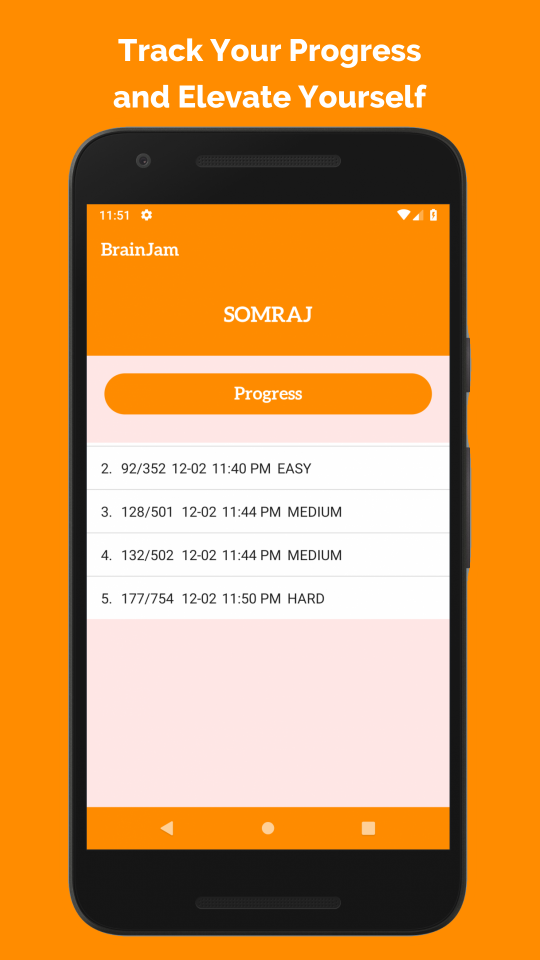 Track Your Progress
and Elevate Yourself
11:51
BrainJam
SOMRAJ
Progress
2. 92/352 12-02 11:40 PM EASY
3. 128/501 12-02 11:44 PM MEDIUM
4. 132/502 12-02 11:44 PM MEDIUM
5. 177/754 12-02 11:50 PM HARD